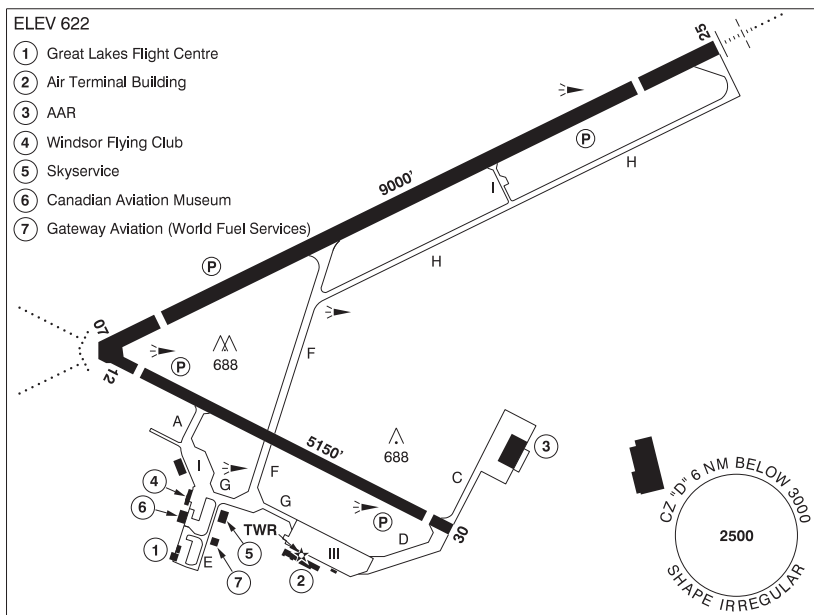 ELEV 622
1 Great Lakes Flight Centre
2 Air Terminal Building
3 AAR
4 Windsor Flying Club
5 Skyservice
6 Canadian Aviation Museum
7 Gateway Aviation (World Fuel Services)
25
P
H
9000'
I
H
P
07
12
P
688
F
A
5150'
688
3
I
F
C
4
G
G
P
6
TWR
D
30
III
1
E
5
7
2
CZ "D" 6 NM BELOW 3000
2500
SHAPE IRREGULAR